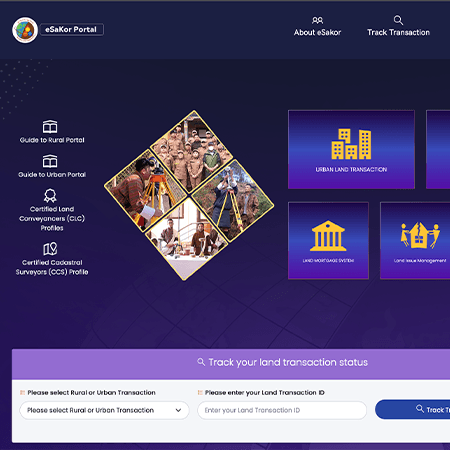 eSaKor Portal
About eSakor
Track Transaction
Guide to Rural Portal
Guide to Urban Portal
Certified Land
Conveyancers (CLC)
Profiles
Certified Cadastral
Surveyors (CCS) Profile
URBAN LAND TRANSACTION
LAND MORTGAGE SYSTEM
Land Issue Management
Track your land transaction status
Please select Rural or Urban Transaction
Please enter your Land Transaction ID
Please select Rural or Urban Transaction
Enter your Land Transaction ID
Track T